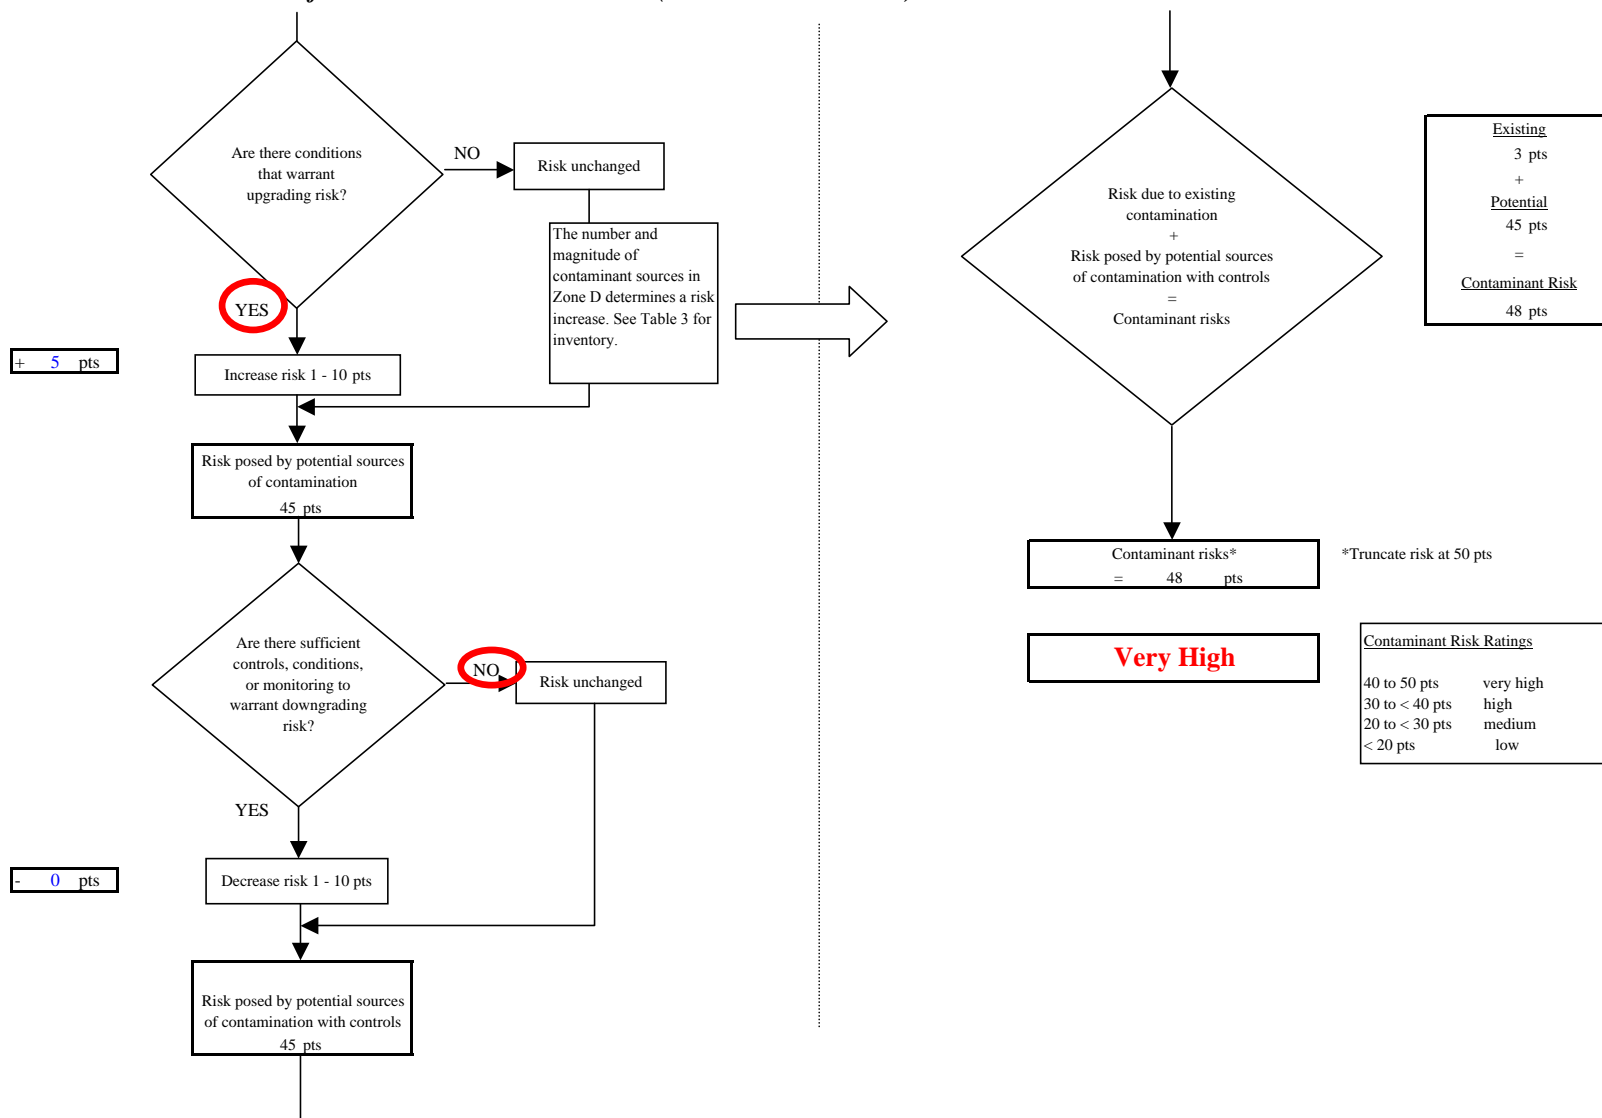 Are there conditions
that warrant
upgrading risk?
NO
Risk unchanged
The number and
magnitude of
contaminant sources in
Zone D determines a risk
increase. See Table 3 for
inventory.
YES
+ 5 pts
Increase risk 1 - 10 pts
Risk posed by potential sources
of contamination
45 pts
Are there sufficient
controls, conditions,
or monitoring to
warrant downgrading
risk?
NO
Risk unchanged
YES
- 0 pts
Decrease risk 1 - 10 pts
Risk posed by potential sources
of contamination with controls
45 pts
Risk due to existing
contamination
+
Risk posed by potential sources
of contamination with controls
=
Contaminant risks
Existing
3 pts
+
Potential
45 pts
=
Contaminant Risk
48 pts
Contaminant risks*
= 48 pts
*Truncate risk at 50 pts
Very High
Contaminant Risk Ratings
40 to 50 pts very high
30 to < 40 pts high
20 to < 30 pts medium
< 20 pts low